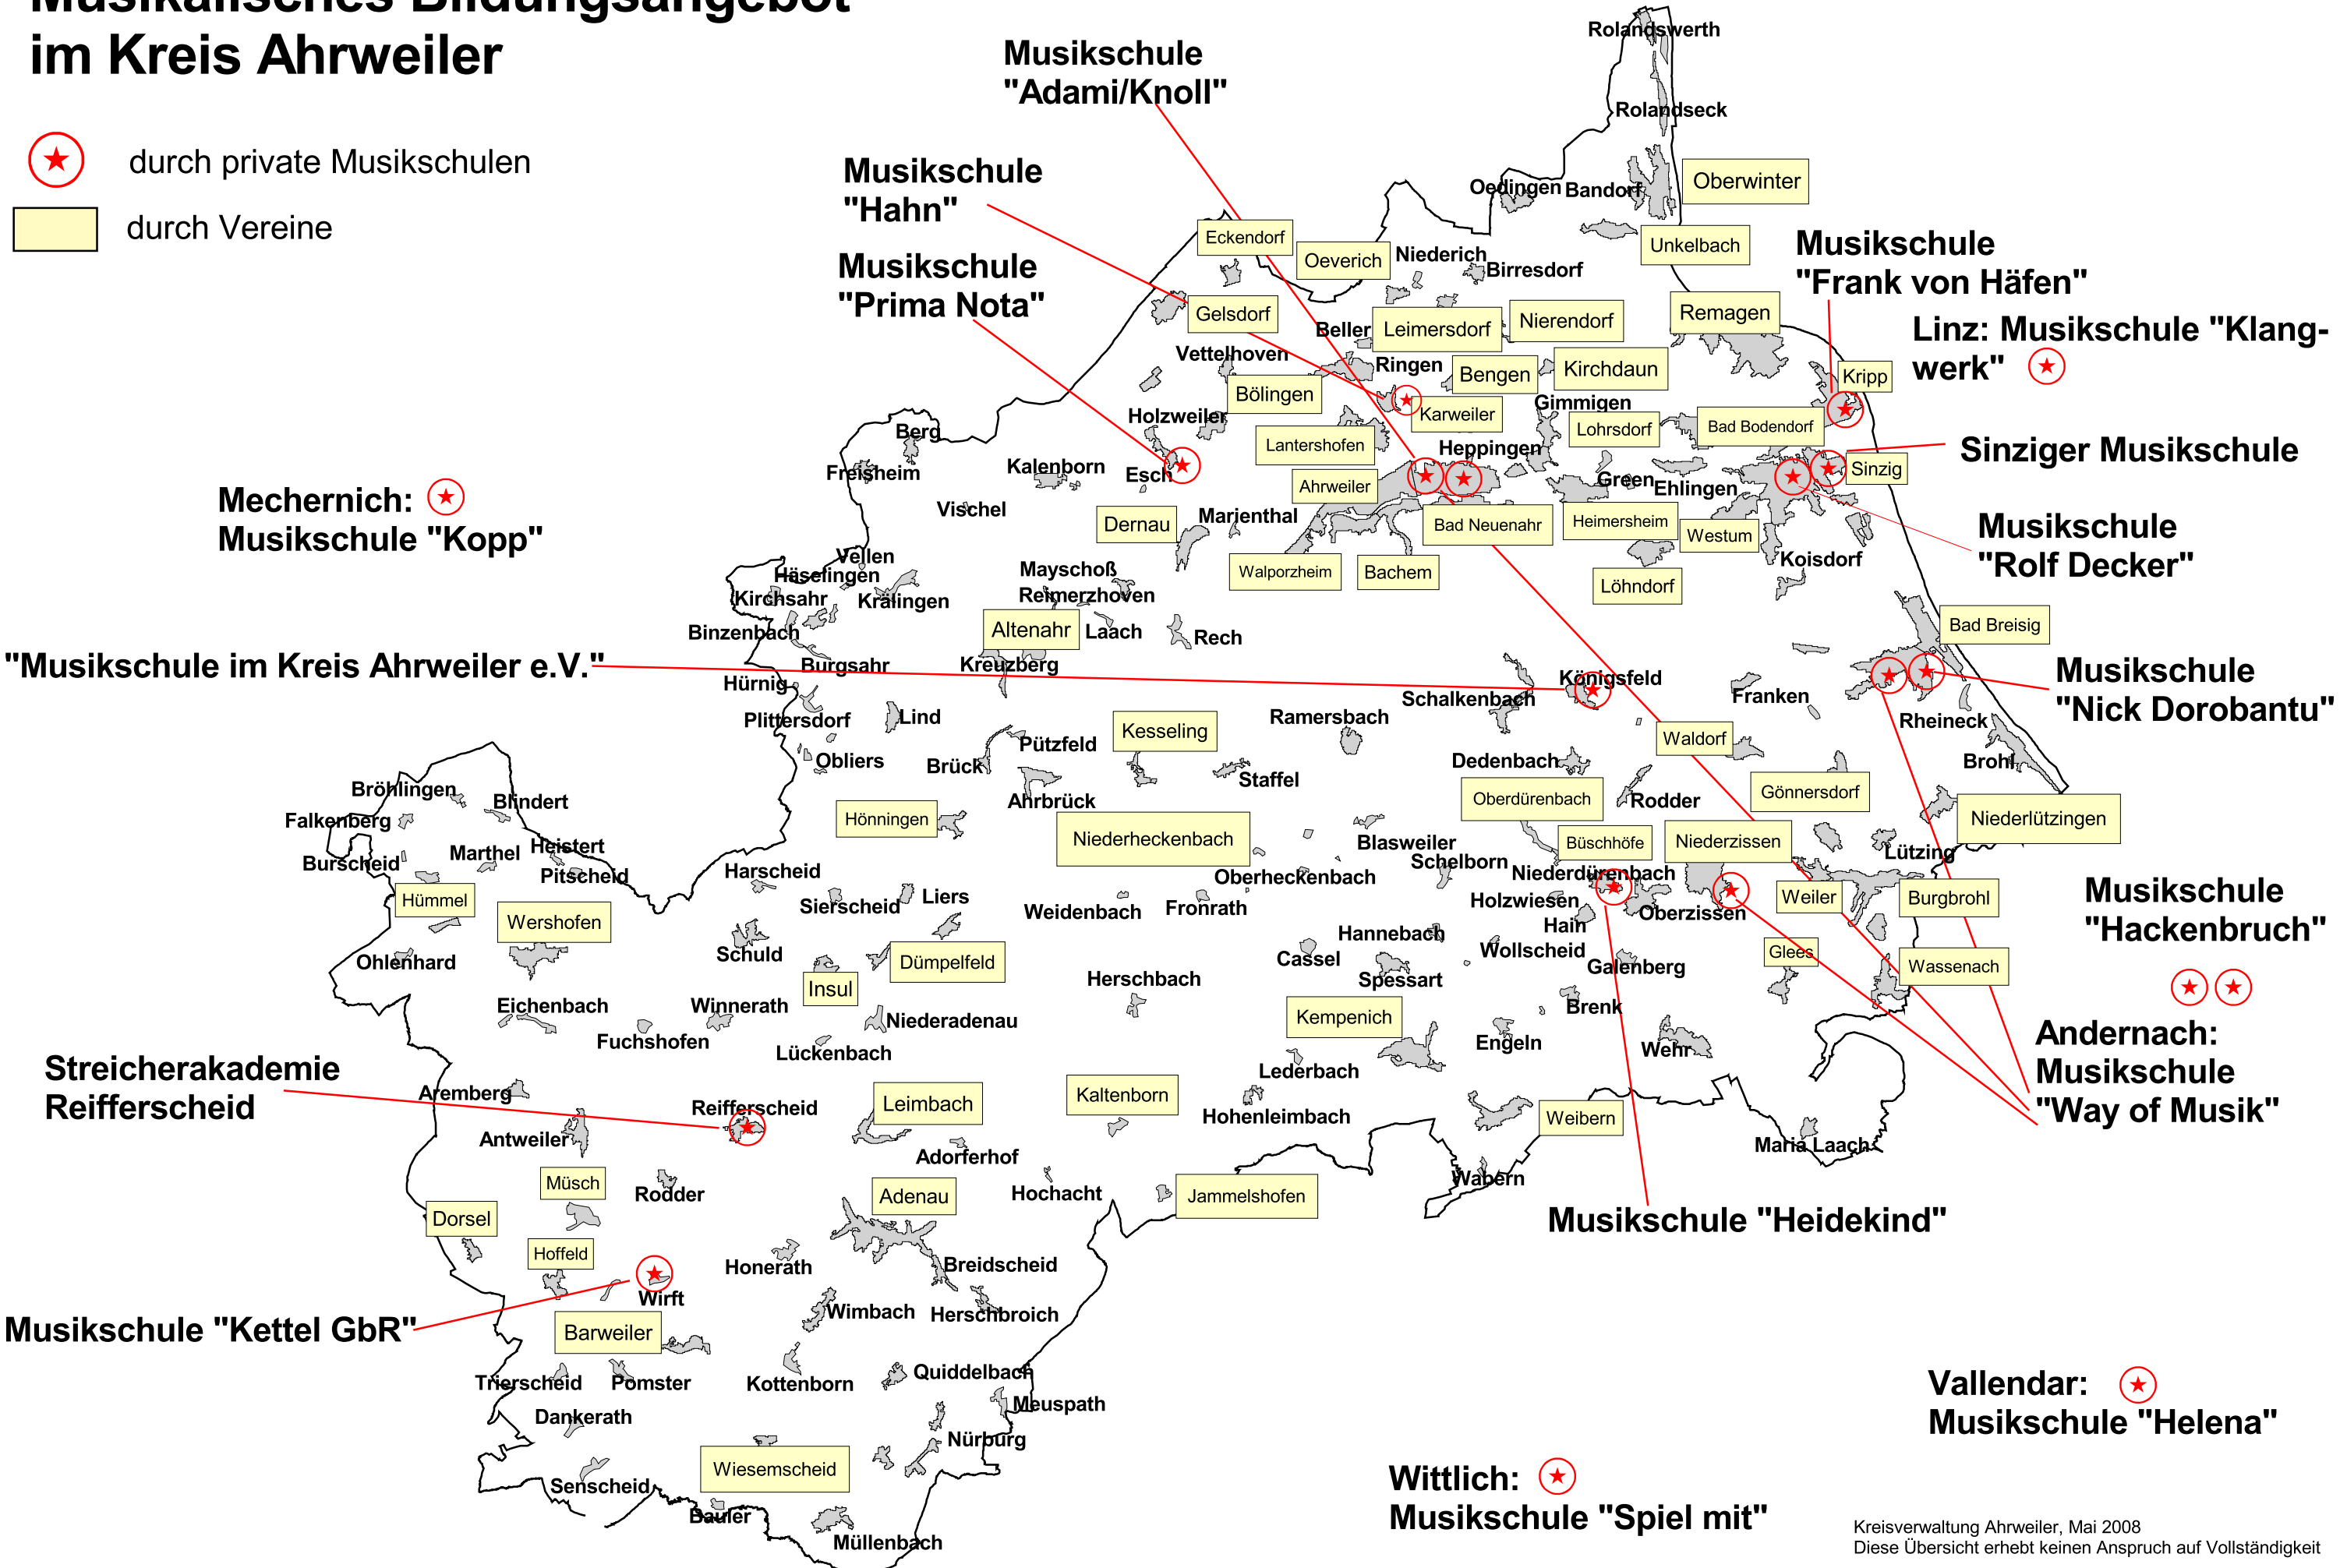 Musikalisches Bildungsangebot
im Kreis Ahrweiler
durch private Musikschulen
durch Vereine
Musikschule
"Adami/Knoll"
Musikschule
"Hahn"
Musikschule
"Prima Nota"
Rolandswerth
Rolandseck
Oedingen
Bandorf
Oberwinter
Unkelbach
Eckendorf
Oeverich
Niederich
Birresdorf
Musikschule
"Frank von Häfen"
Gelsdorf
Beller
Leimersdorf
Nierendorf
Remagen
Linz: Musikschule "Klang-
werk"
Vettelhoven
Ringen
Bengen
Kirchdaun
Kripp
Bölingen
Karweiler
Gimmigen
Holzweiler
Lantershofen
Heppingen
Lohrsdorf
Bad Bodendorf
Sinziger Musikschule
Berg
Freisheim
Kalenborn
Esch
Ahrweiler
Green
Ehlingen
Sinzig
Mechernich:
Musikschule "Kopp"
Vischel
Dernau
Marienthal
Bad Neuenahr
Heimersheim
Westum
Musikschule
"Rolf Decker"
Vellen
Häselingen
Kirchsahr
Krälingen
Mayschoß
Reimerzhoven
Walporzheim
Bachem
Löhndorf
Koisdorf
Binzenbach
Altenahr
Laach
Rech
Bad Breisig
"Musikschule im Kreis Ahrweiler e.V."
Burgsahr
Kreuzberg
Hürnig
Königsfeld
Schalkenbach
Franken
Musikschule
"Nick Dorobantu"
Plittersdorf
Lind
Ramersbach
Rheineck
Obliers
Brück
Pützfeld
Kesseling
Staffel
Waldorf
Dedenbach
Brohl
Bröhlingen
Blindert
Falkenberg
Ahrbrück
Hönningen
Oberdürenbach
Rodder
Gönnersdorf
Niederlützingen
Niederheckenbach
Blasweiler
Büschhöfe
Niederzissen
Burscheid
Marthel
Heistert
Pitscheid
Harscheid
Schelborn
Lützing
Oberheckenbach
Niederdürenbach
Hümmel
Wershofen
Sierscheid
Liers
Weidenbach
Fronrath
Holzwiesen
Hain
Oberzissen
Weiler
Burgbrohl
Musikschule
"Hackenbruch"
Ohlenhard
Schuld
Dümpelfeld
Hannebach
Cassel
Wollscheid
Galenberg
Glees
Wassenach
Insul
Herschbach
Spessart
Eichenbach
Winnerath
Niederadenau
Kempenich
Brenk
Fuchshofen
Lückenbach
Engeln
Wehr
Andernach:
Musikschule
"Way of Musik"
Streicherakademie
Reifferscheid
Aremberg
Lederbach
Reifferscheid
Leimbach
Kaltenborn
Hohenleimbach
Weibern
Antweiler
Adorferhof
Maria Laach
Müsch
Rodder
Adenau
Hochacht
Jammelshofen
Wabern
Dorsel
Musikschule "Heidekind"
Hoffeld
Honerath
Breidscheid
Wirft
Wimbach
Herschbroich
Musikschule "Kettel GbR"
Barweiler
Trierscheid
Pomster
Kottenborn
Quiddelbach
Vallendar:
Musikschule "Helena"
Dankerath
Meuspath
Nürburg
Wiesemscheid
Wittlich:
Musikschule "Spiel mit"
Senscheid
Bauler
Müllenbach
Kreisverwaltung Ahrweiler, Mai 2008
Diese Übersicht erhebt keinen Anspruch auf Vollständigkeit